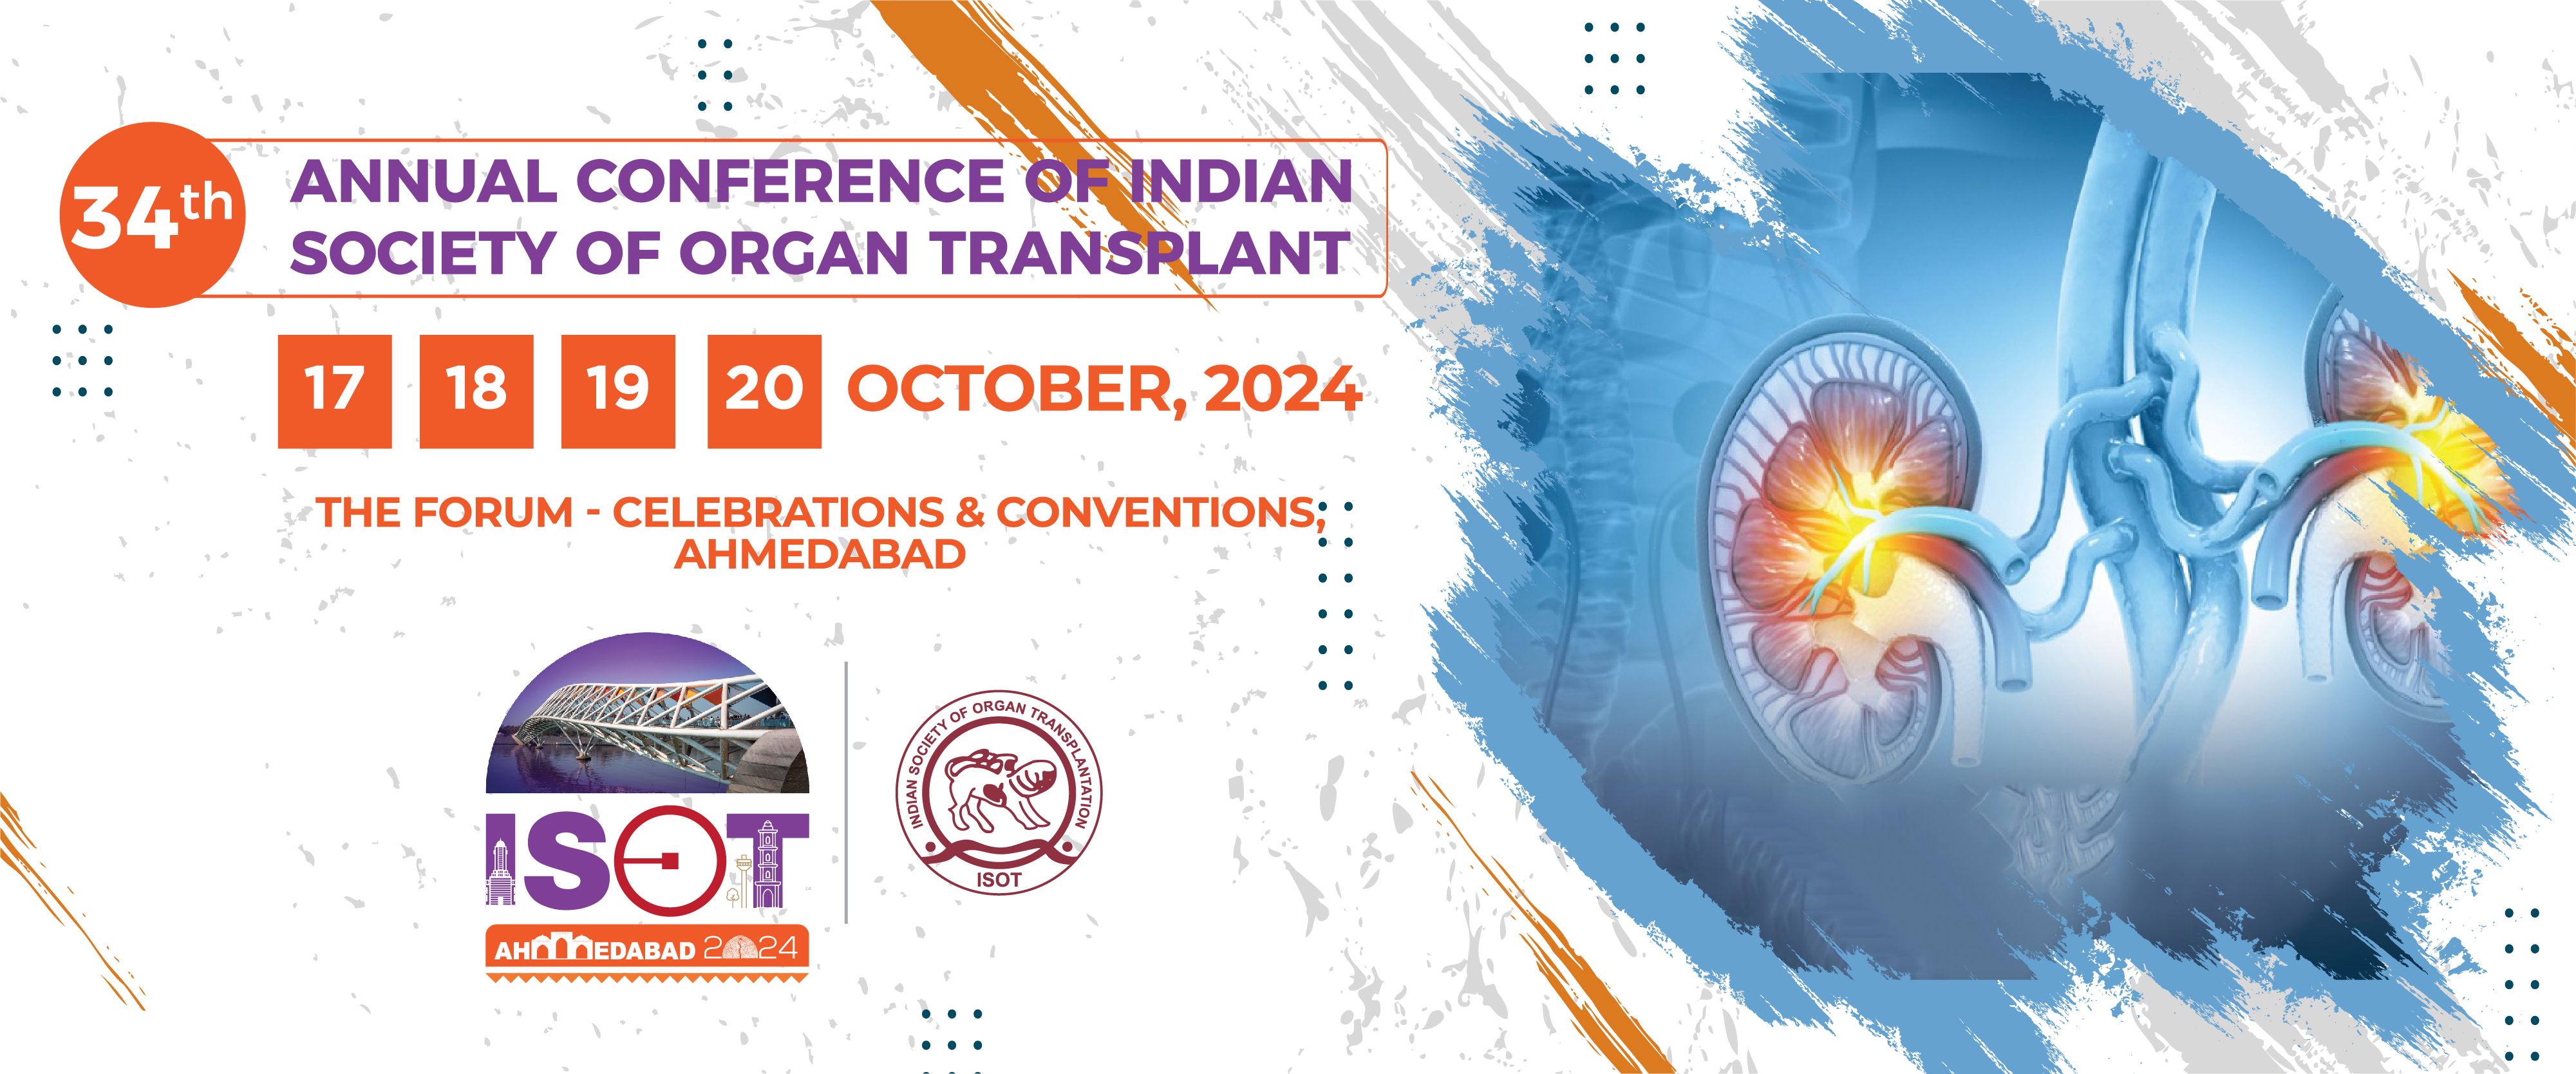 34th
ANNUAL CONFERENCE OF INDIAN
SOCIETY OF ORGAN TRANSPLANT
17 18 19 20 OCTOBER, 2024
THE FORUM - CELEBRATIONS & CONVENTIONS,
AHMEDABAD
ISOT
AHMEDABAD 2024
INDIAN SOCIETY OF ORGAN TRANSPLANTATION
ISOT